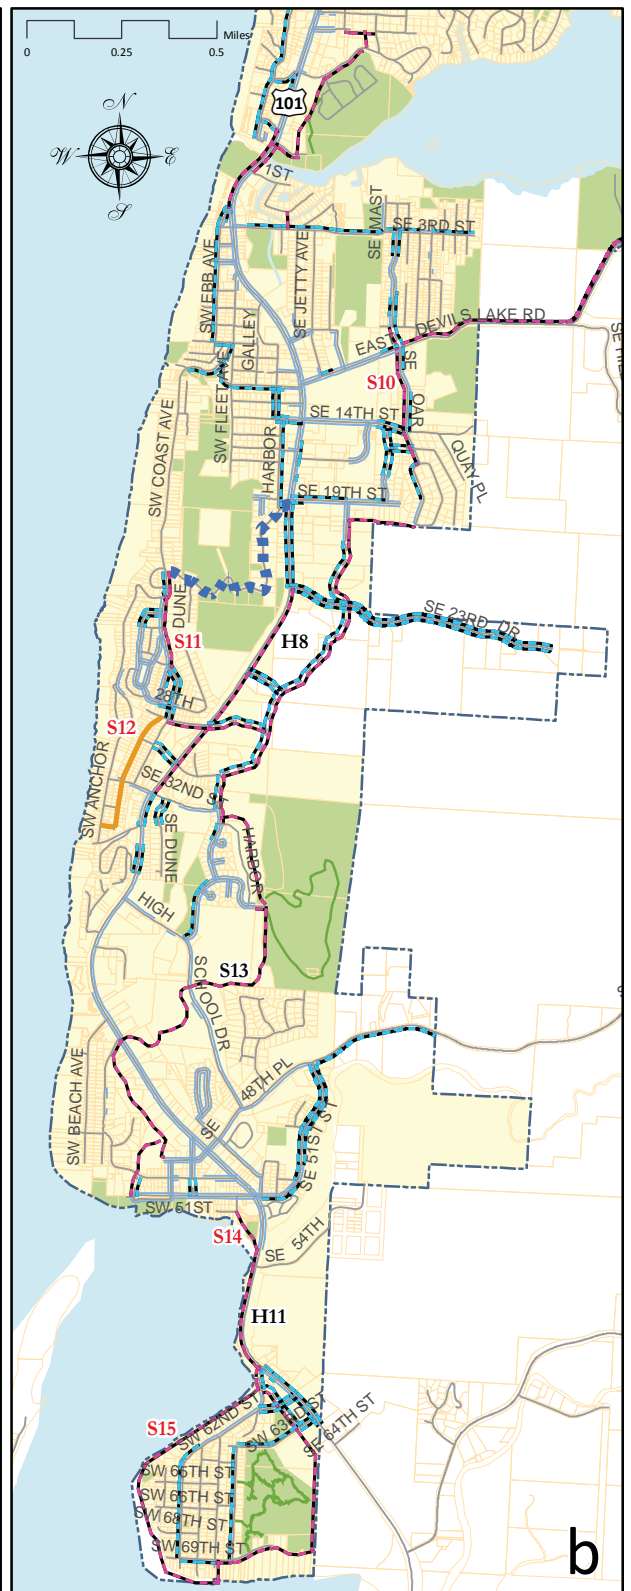 Miles
0
0.25
0.5
101
N
W
E
S
1ST
SE MAST
SE 3RD ST
SW EBB AVE
SE JETTY AVE
GALLEY
EAST DEVILS LAKE RD
SE OAR
S10
SW FLEET AVE
SE 14TH ST
SW COAST AVE
HARBOR
QUAY PL
SE 19TH ST
DUNE
SE 23RD DR
S11
H8
28TH
S12
SW ANCHOR
SE 32ND ST
SE DUNE
HARBOR
HIGH
SCHOOL DR
S13
SW BEACH AVE
48TH PL
SE
SE 51ST ST
SW 51ST
S14
SE 54TH
H11
S15
SW 62ND ST
SW 63RD ST
SE 64TH ST
SW 65TH ST
SW 66TH ST
SW 68TH ST
SW 69TH ST
b